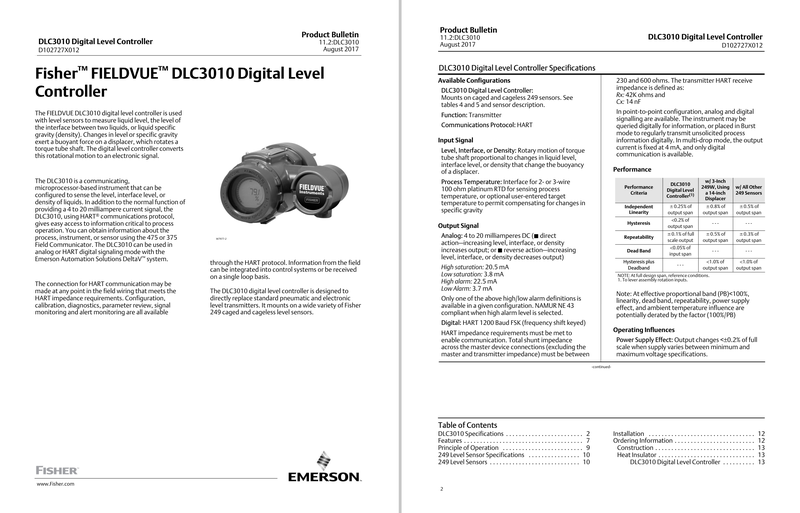 DLC3010 Digital Level Controller
D102727X012
Product Bulletin
11.2:DLC3010
August 2017
Fisher™ FIELDVUE™ DLC3010 Digital Level
Controller
The FIELDVUE DLC3010 digital level controller is used
with level sensors to measure liquid level, the level of
the interface between two liquids, or liquid specific
gravity (density). Changes in level or specific gravity
exert a buoyant force on a displacer, which rotates a
torque tube shaft. The digital level controller converts
this rotational motion to an electronic signal.
The DLC3010 is a communicating,
microprocessor-based instrument that can be
configured to sense the level, interface level, or
density of liquids. In addition to the normal function of
providing a 4 to 20 milliampere current signal, the
DLC3010, using HART® communications protocol,
gives easy access to information critical to process
operation. You can obtain information about the
process, instrument, or sensor using the 475 or 375
Field Communicator. The DLC3010 can be used in
analog or HART digital signaling mode with the
Emerson Automation Solutions DeltaV™ system.
The connection for HART communication may be
made at any point in the field wiring that meets the
HART impedance requirements. Configuration,
calibration, diagnostics, parameter review, signal
monitoring and alert monitoring are all available
FIELDVUE
Instruments
through the HART protocol. Information from the field
can be integrated into control systems or be received
on a single loop basis.
The DLC3010 digital level controller is designed to
directly replace standard pneumatic and electronic
level transmitters. It mounts on a wide variety of Fisher
249 caged and cageless level sensors.
FISHER
www.Fisher.com
EMERSON
Product Bulletin
11.2:DLC3010
August 2017
DLC3010 Digital Level Controller
D102727X012
DLC3010 Digital Level Controller Specifications
Available Configurations
DLC3010 Digital Level Controller:
Mounts on caged and cageless 249 sensors. See
tables 4 and 5 and sensor description.
Function: Transmitter
Communications Protocol: HART
Input Signal
Level, Interface, or Density: Rotary motion of torque
tube shaft proportional to changes in liquid level,
interface level, or density that change the buoyancy
of a displacer.
Process Temperature: Interface for 2- or 3-wire
100 ohm platinum RTD for sensing process
temperature, or optional user-entered target
temperature to permit compensating for changes in
specific gravity
Output Signal
Analog: 4 to 20 milliamperes DC (■ direct
action—increasing level, interface, or density
increases output; or ■ reverse action—increasing
level, interface, or density decreases output)
High saturation: 20.5 mA
Low saturation: 3.8 mA
High alarm: 22.5 mA
Low Alarm: 3.7 mA
Only one of the above high/low alarm definitions is
available in a given configuration. NAMUR NE 43
compliant when high alarm level is selected.
Digital: HART 1200 Baud FSK (frequency shift keyed)
HART impedance requirements must be met to
enable communication. Total shunt impedance
across the master device connections (excluding the
master and transmitter impedance) must be between
230 and 600 ohms. The transmitter HART receive
impedance is defined as:
Rx: 42K ohms and
Cx: 14 nF
In point-to-point configuration, analog and digital
signalling are available. The instrument may be
queried digitally for information, or placed in Burst
mode to regularly transmit unsolicited process
information digitally. In multi-drop mode, the output
current is fixed at 4 mA, and only digital
communication is available.
Performance
Performance Criteria | DLC3010 Digital Level Controller(1) | w/ 3-Inch 249W, Using a 14-inch Displacer | w/ All Other 249 Sensors
Independent Linearity | ± 0.25% of output span | ± 0.8% of output span | ± 0.5% of output span
Hysteresis | <0.2% of output span | - - - | - - -
Repeatability | ± 0.1% of full scale output | ± 0.5% of output span | ± 0.3% of output span
Dead Band | <0.05% of input span | - - - | - - -
Hysteresis plus Deadband | - - - | <1.0% of output span | <1.0% of output span
NOTE: At full design span, reference conditions.
1. To lever assembly rotation inputs.
Note: At effective proportional band (PB)<100%,
linearity, dead band, repeatability, power supply
effect, and ambient temperature influence are
potentially derated by the factor (100%/PB)
Operating Influences
Power Supply Effect: Output changes <±0.2% of full
scale when supply varies between minimum and
maximum voltage specifications.
-continued-
Table of Contents
DLC3010 Specifications . . . . . . . . . . 2
Features . . . . . . . . . . 7
Principle of Operation . . . . . . . . . . 9
249 Level Sensor Specifications . . . . . . . . . . 10
249 Level Sensors . . . . . . . . . . 10
Installation . . . . . . . . . . 12
Ordering Information . . . . . . . . . . 12
Construction . . . . . . . . . . 13
Heat Insulator . . . . . . . . . . 13
DLC3010 Digital Level Controller . . . . . . . . . . 13
2